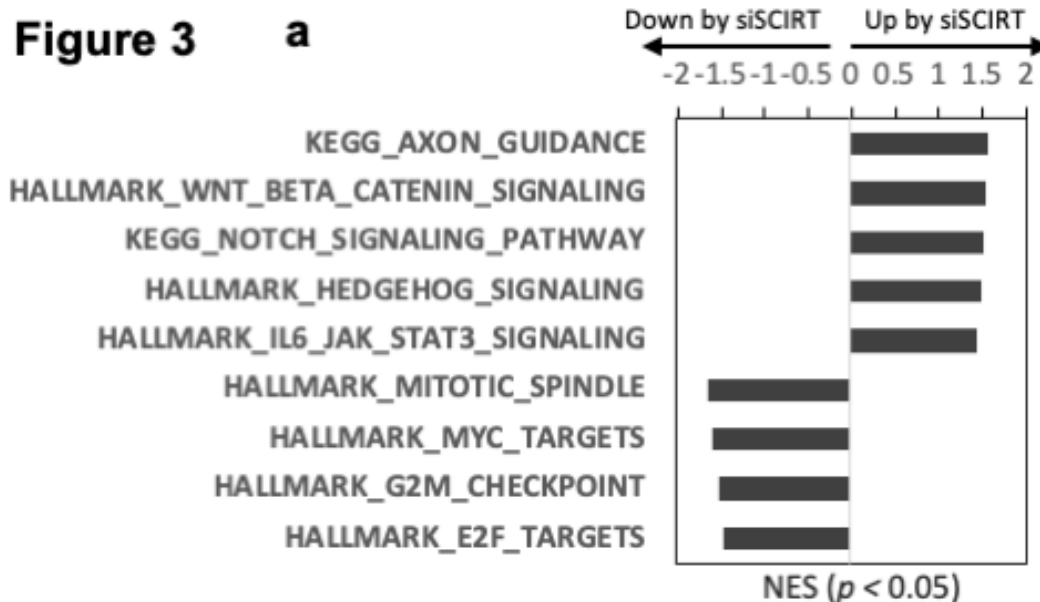 Figure 3 a
Down by siSCIRT Up by siSCIRT
-2 -1.5 -1 -0.5 0 0.5 1 1.5 2
KEGG_AXON_GUIDANCE
HALLMARK_WNT_BETA_CATENIN_SIGNALING
KEGG_NOTCH_SIGNALING_PATHWAY
HALLMARK_HEDGEHOG_SIGNALING
HALLMARK_IL6_JAK_STAT3_SIGNALING
HALLMARK_MITOTIC_SPINDLE
HALLMARK_MYC_TARGETS
HALLMARK_G2M_CHECKPOINT
HALLMARK_E2F_TARGETS
NES (p < 0.05)